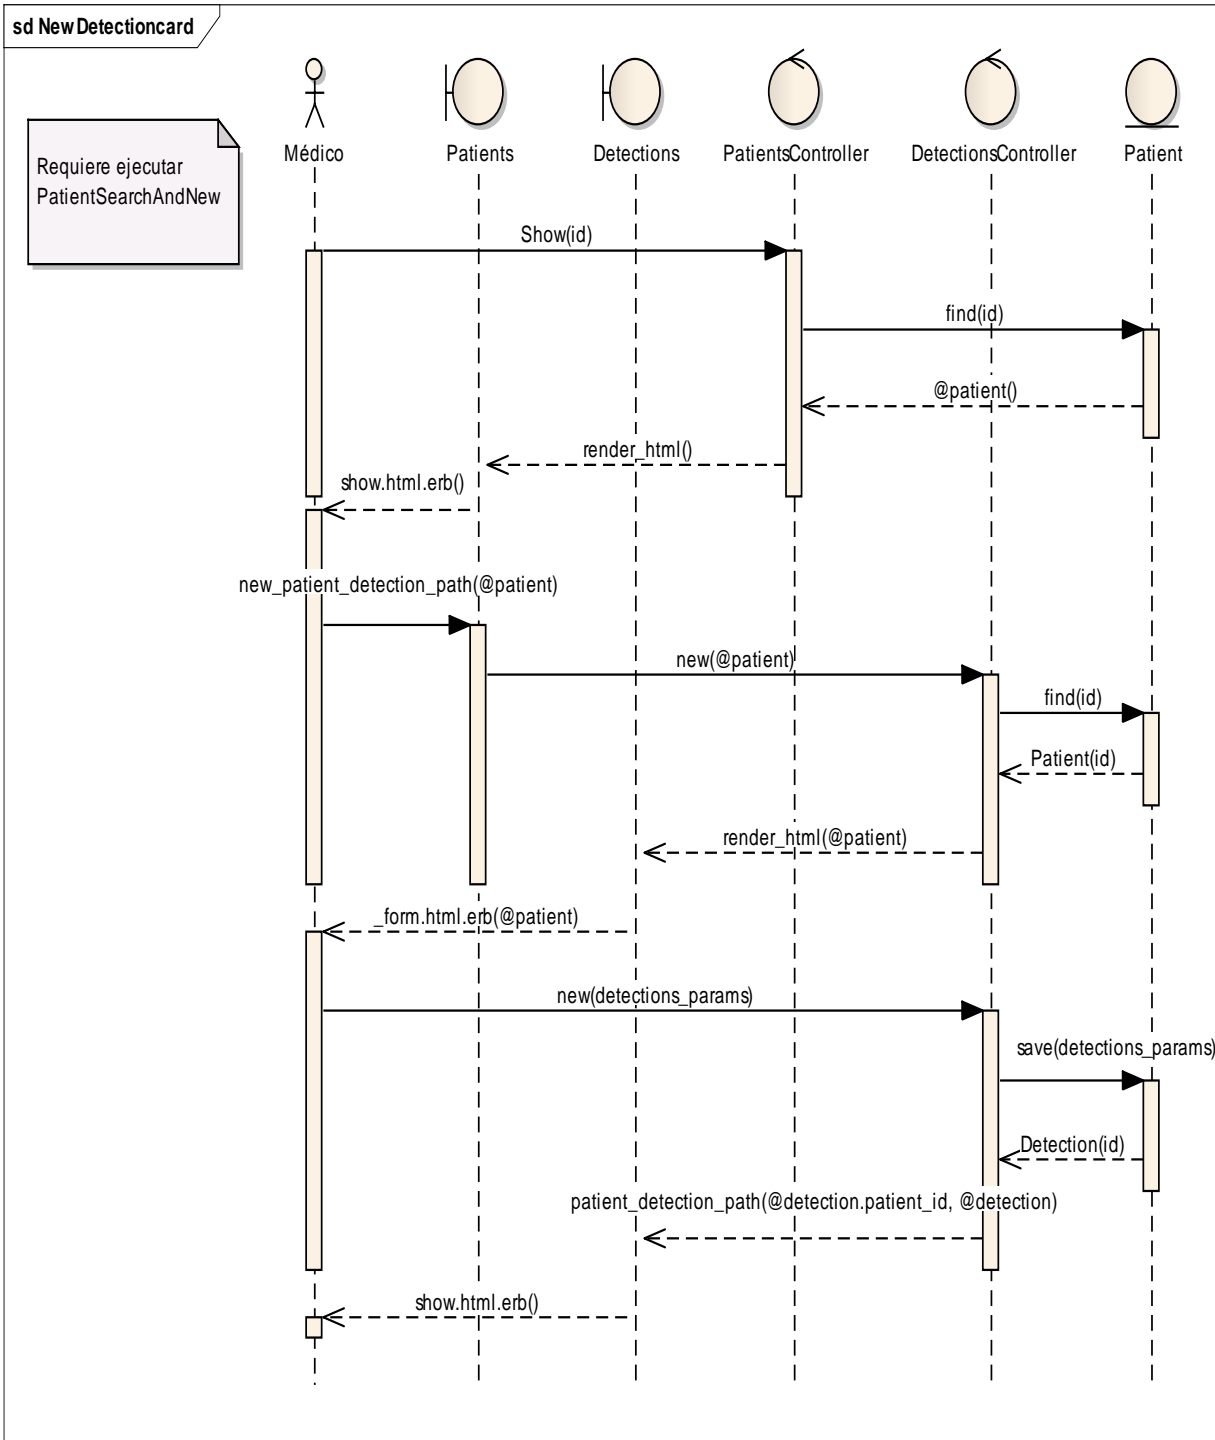 sd New Detectioncard
Requiere ejecutar
PatientSearchAndNew
Médico
Patients
Detections
PatientsController
DetectionsController
Patient
Show(id)
find(id)
@patient()
render_html()
show.html.erb()
new_patient_detection_path(@patient)
new(@patient)
find(id)
Patient(id)
render_html(@patient)
_form.html.erb(@patient)
new(detections_params)
save(detections_params)
Detection(id)
patient_detection_path(@detection.patient_id, @detection)
show.html.erb()